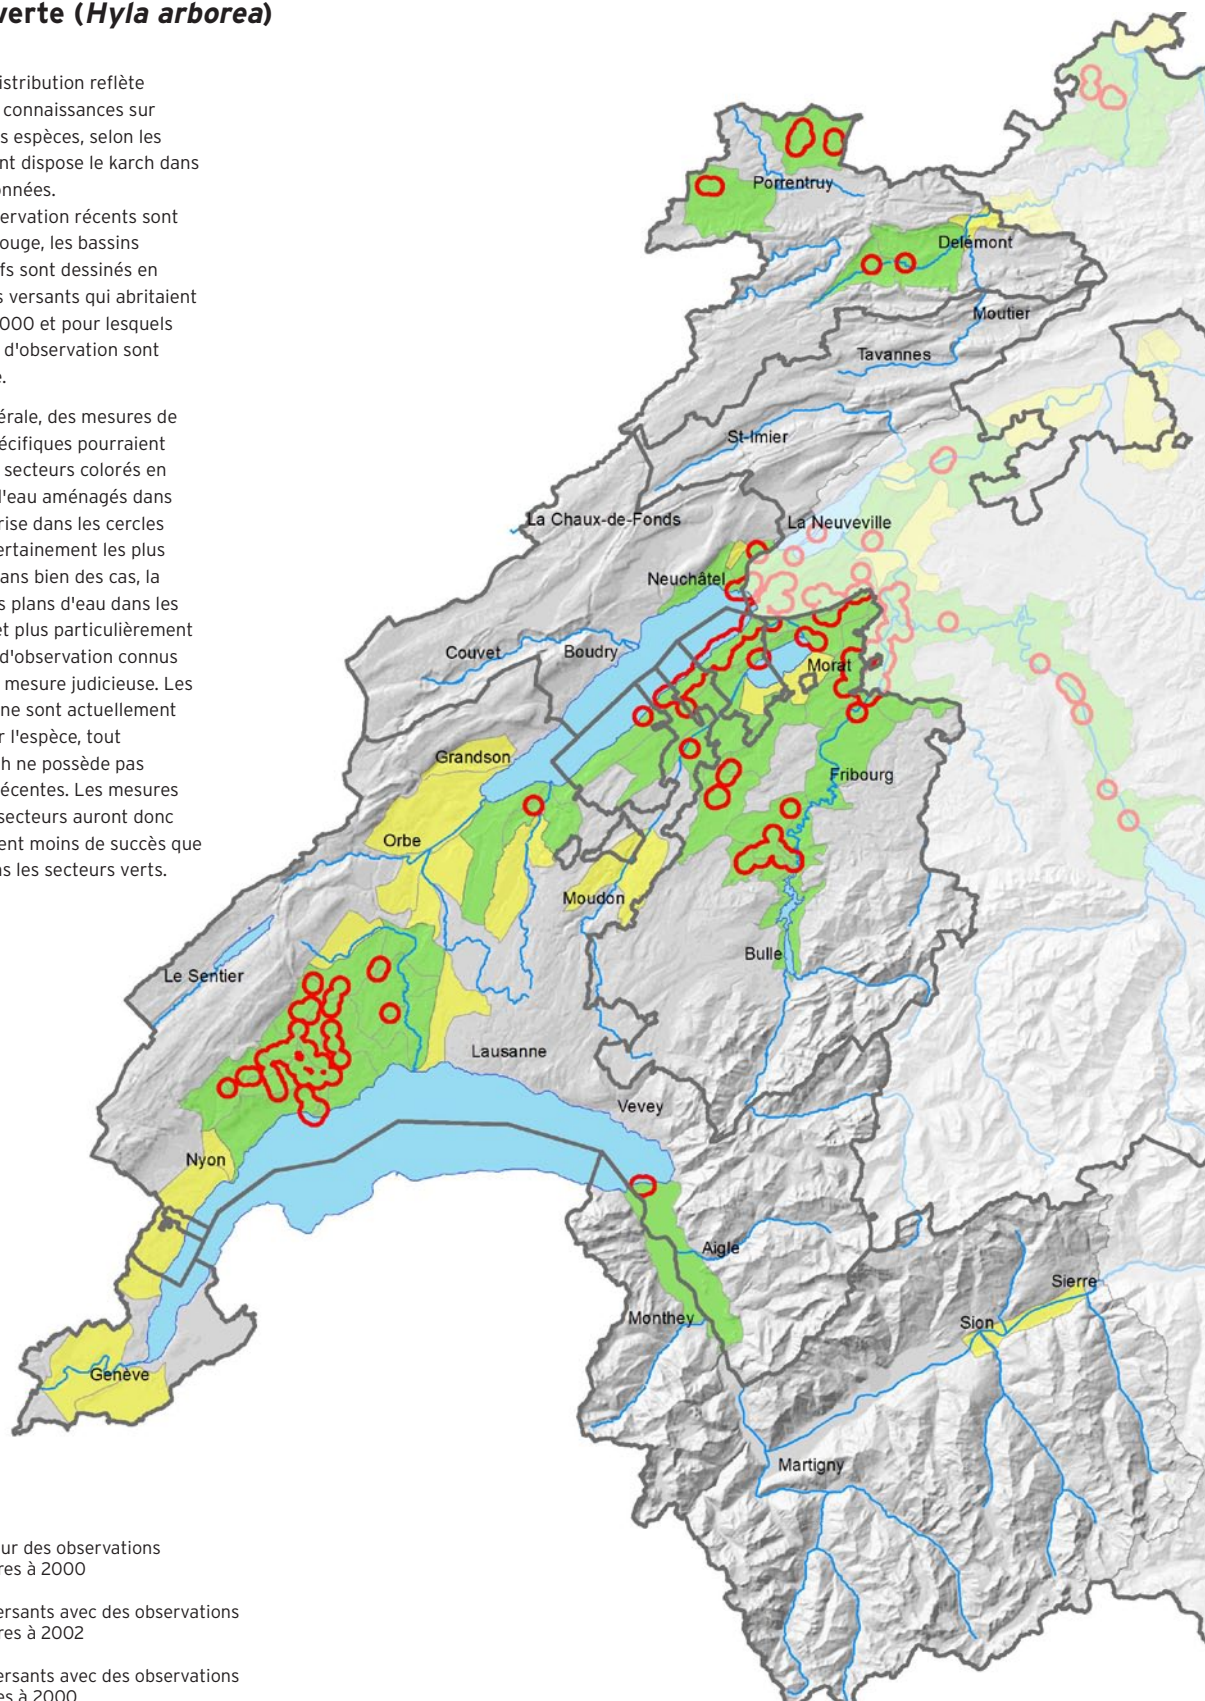 verte (Hyla arborea)
istribution reflète
connaissances sur
s espèces, selon les
nt dispose le karch dans
onnées.
servation récents sont
ouge, les bassins
fs sont dessinés en
s versants qui abritaient
000 et pour lesquels
d'observation sont
e.
érale, des mesures de
pécifiques pourraient
secteurs colorés en
d'eau aménagés dans
rise dans les cercles
ertainement les plus
ans bien des cas, la
s plans d'eau dans les
et plus particulièrement
d'observation connus
mesure judicieuse. Les
ne sont actuellement
r l'espèce, tout
ch ne possède pas
récentes. Les mesures
secteurs auront donc
ent moins de succès que
ns les secteurs verts.
Porrentruy
Delémont
Moutier
Tavannes
St-Imier
La Chaux-de-Fonds
La Neuveville
Neuchâtel
Couvet
Boudry
Morat
Grandson
Fribourg
Orbe
Moudon
Bulle
Le Sentier
Lausanne
Vevey
Nyon
Aigle
Sierre
Monthey
Sion
Genève
Martigny
ur des observations
res à 2000
ersants avec des observations
res à 2002
ersants avec des observations
es à 2000